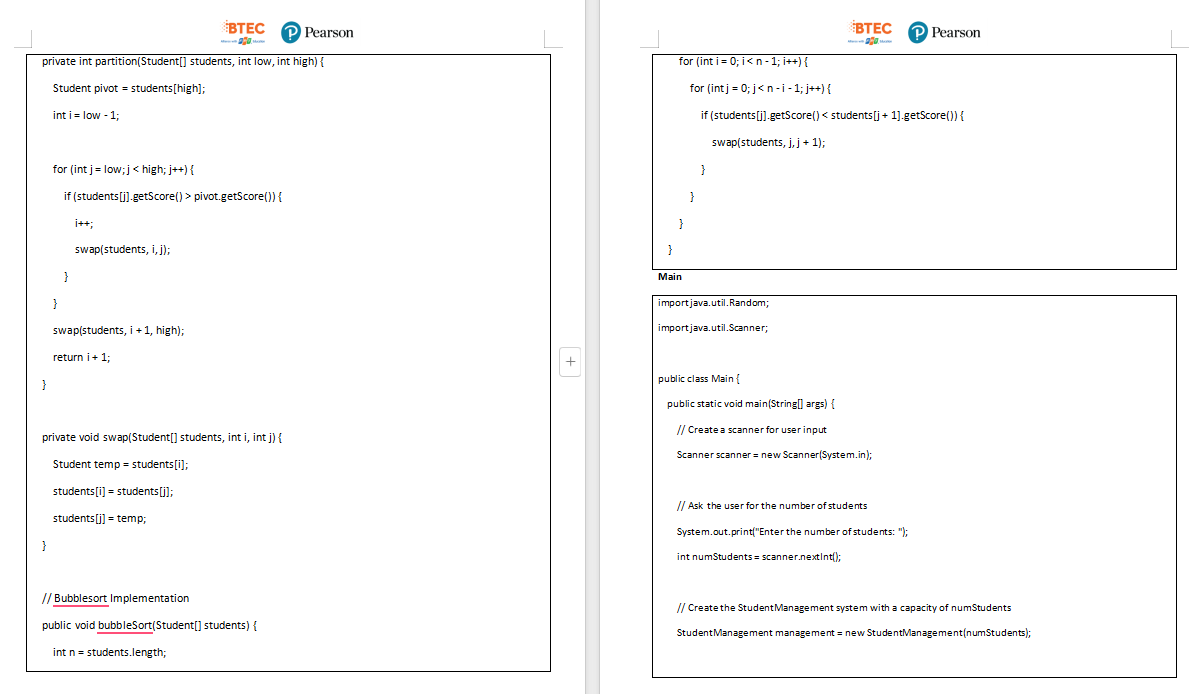 BTEC
Pearson
private int partition(Student[] students, int low, int high) {
Student pivot = students[high];
int i = low - 1;
for (int j = low; j < high; j++) {
if (students[j].getScore() > pivot.getScore()) {
i++;
swap(students, i, j);
}
}
swap(students, i + 1, high);
return i + 1;
}
private void swap(Student[] students, int i, int j) {
Student temp = students[i];
students[i] = students[j];
students[j] = temp;
}
// Bubblesort Implementation
public void bubbleSort(Student[] students) {
int n = students.length;
BTEC
Pearson
for (int i = 0; i < n - 1; i++) {
for (int j = 0; j < n - i - 1; j++) {
if (students[j].getScore() < students[j + 1].getScore()) {
swap(students, j, j + 1);
}
}
}
}
Main
import java.util.Random;
import java.util.Scanner;
public class Main {
public static void main(String[] args) {
// Create a scanner for user input
Scanner scanner = new Scanner(System.in);
// Ask the user for the number of students
System.out.print("Enter the number of students: ");
int numStudents = scanner.nextInt();
// Create the StudentManagement system with a capacity of numStudents
StudentManagement management = new StudentManagement(numStudents);